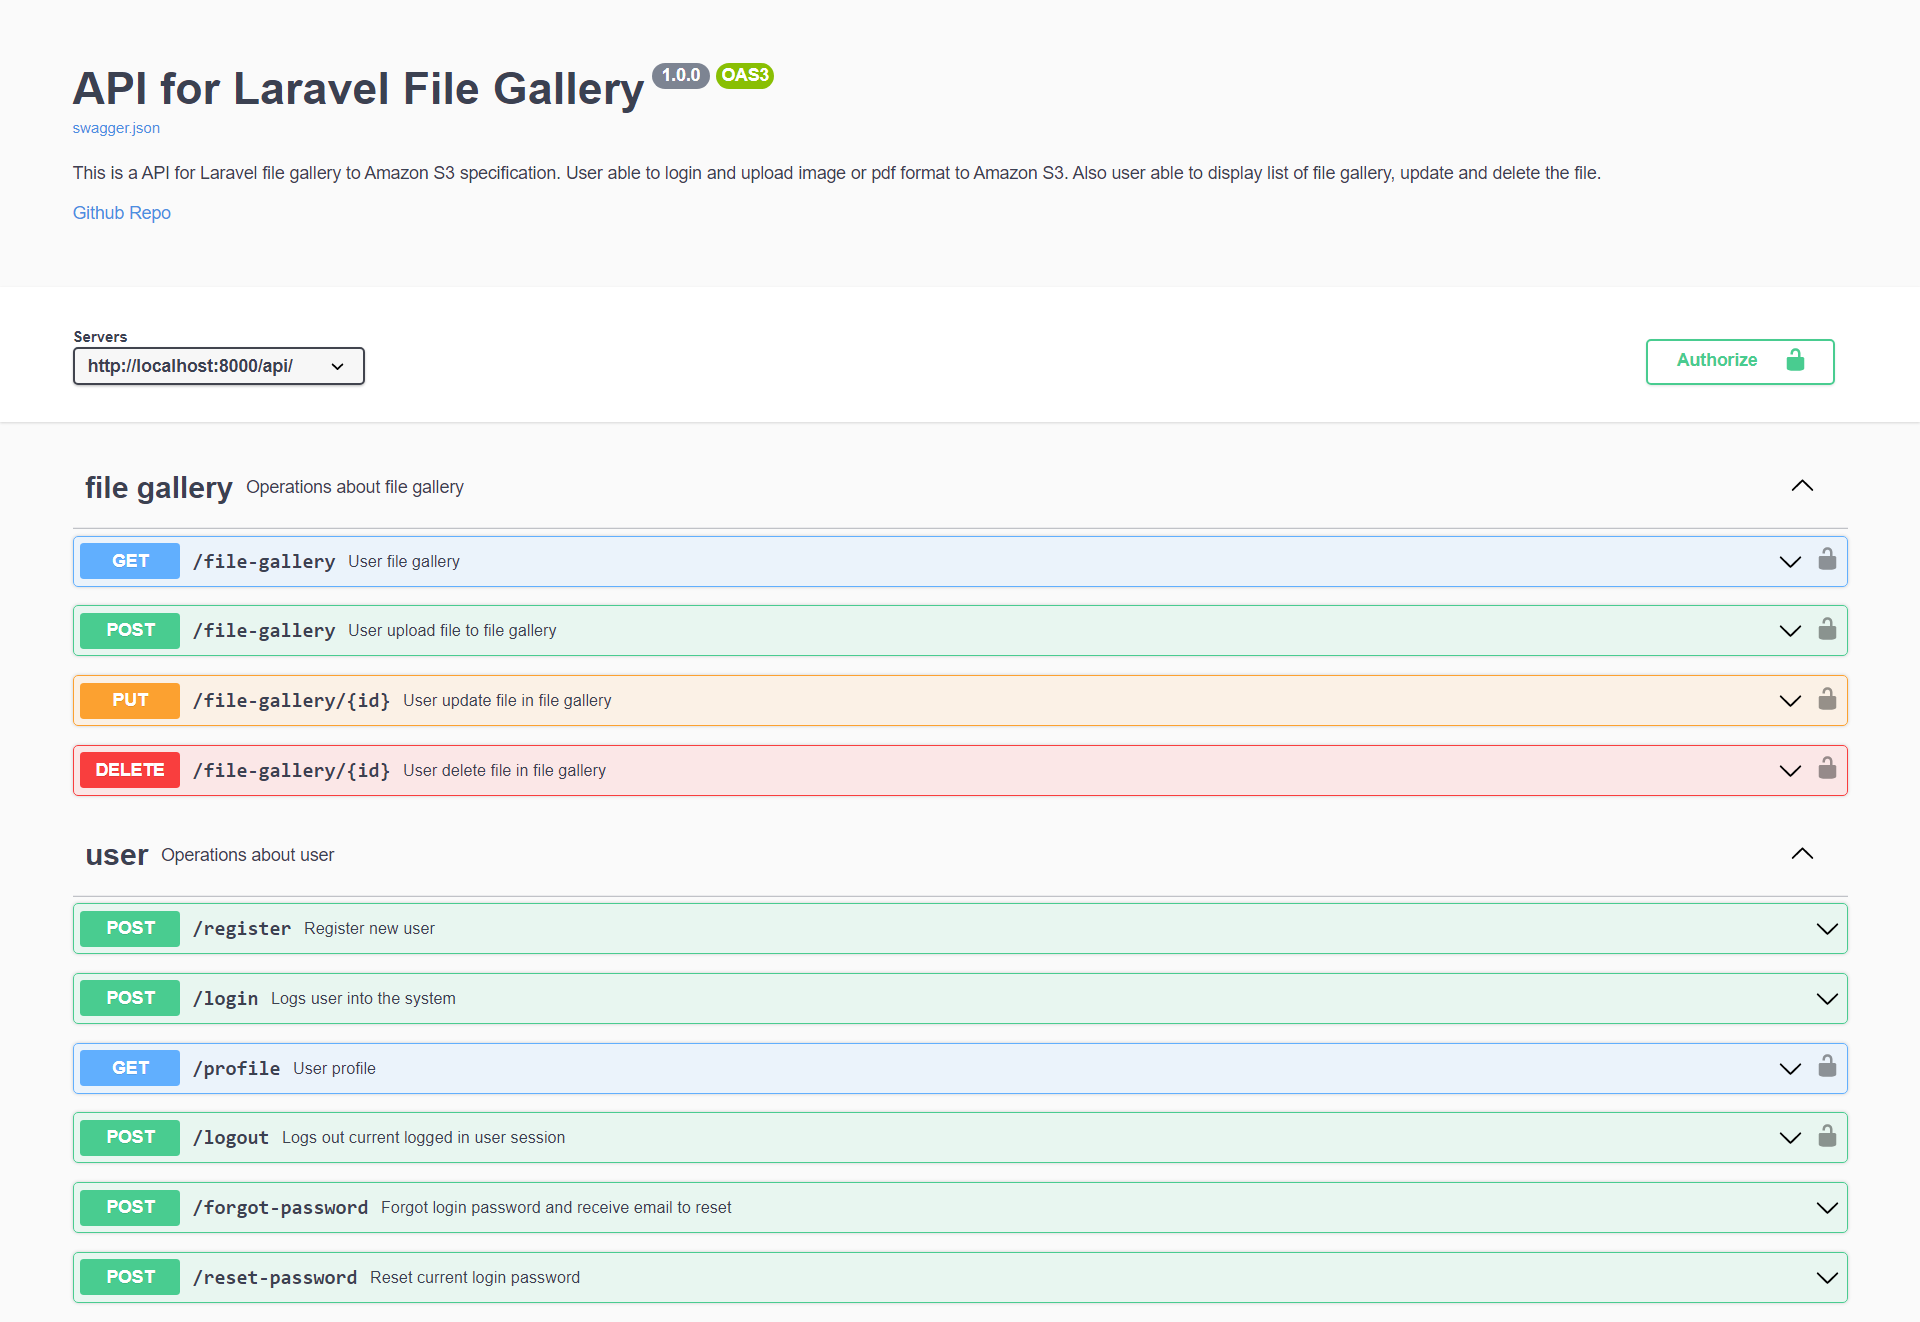 API for Laravel File Gallery 1.0.0 OAS3
swagger.json
This is a API for Laravel file gallery to Amazon S3 specification. User able to login and upload image or pdf format to Amazon S3. Also user able to display list of file gallery, update and delete the file.
Github Repo
Servers
http://localhost:8000/api/
Authorize
file gallery Operations about file gallery
GET /file-gallery User file gallery
POST /file-gallery User upload file to file gallery
PUT /file-gallery/{id} User update file in file gallery
DELETE /file-gallery/{id} User delete file in file gallery
user Operations about user
POST /register Register new user
POST /login Logs user into the system
GET /profile User profile
POST /logout Logs out current logged in user session
POST /forgot-password Forgot login password and receive email to reset
POST /reset-password Reset current login password